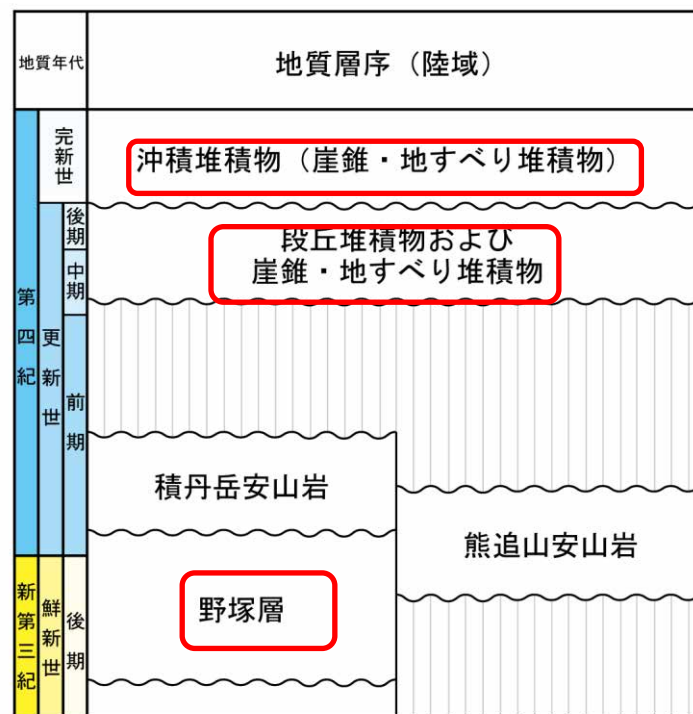 地質年代
地質層序（陸域）
第四紀
完新世
沖積堆積物（崖錐・地すべり堆積物）
更新世
後期
中期
段丘堆積物および
崖錐・地すべり堆積物
前期
積丹岳安山岩
熊追山安山岩
新第三紀
鮮新世
後期
野塚層